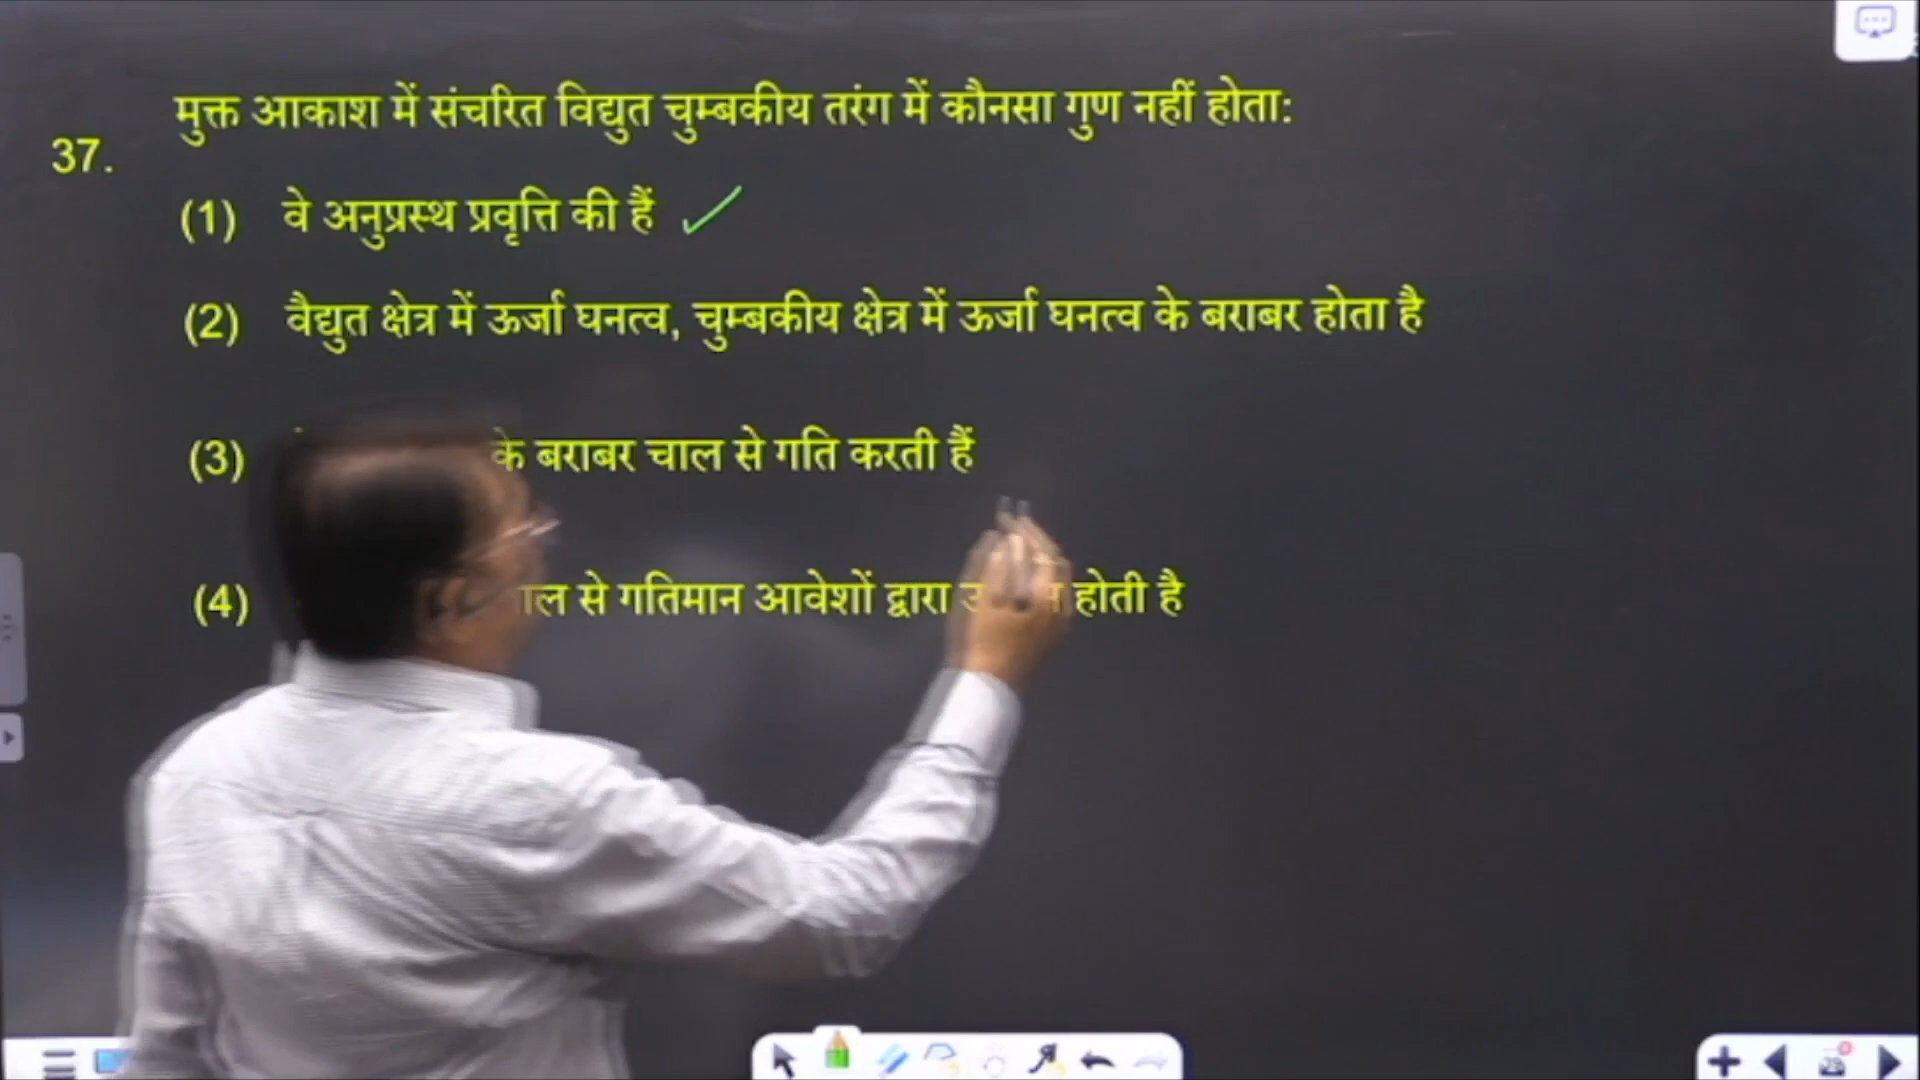 मुक्त आकाश में संचरित विद्युत चुम्बकीय तरंग में कौनसा गुण नहीं होता:
37.
(1) वे अनुप्रस्थ प्रवृत्ति की हैं
(2) वैद्युत क्षेत्र में ऊर्जा घनत्व, चुम्बकीय क्षेत्र में ऊर्जा घनत्व के बराबर होता है
(3) के बराबर चाल से गति करती हैं
(4) से गतिमान आवेशों द्वारा होती है